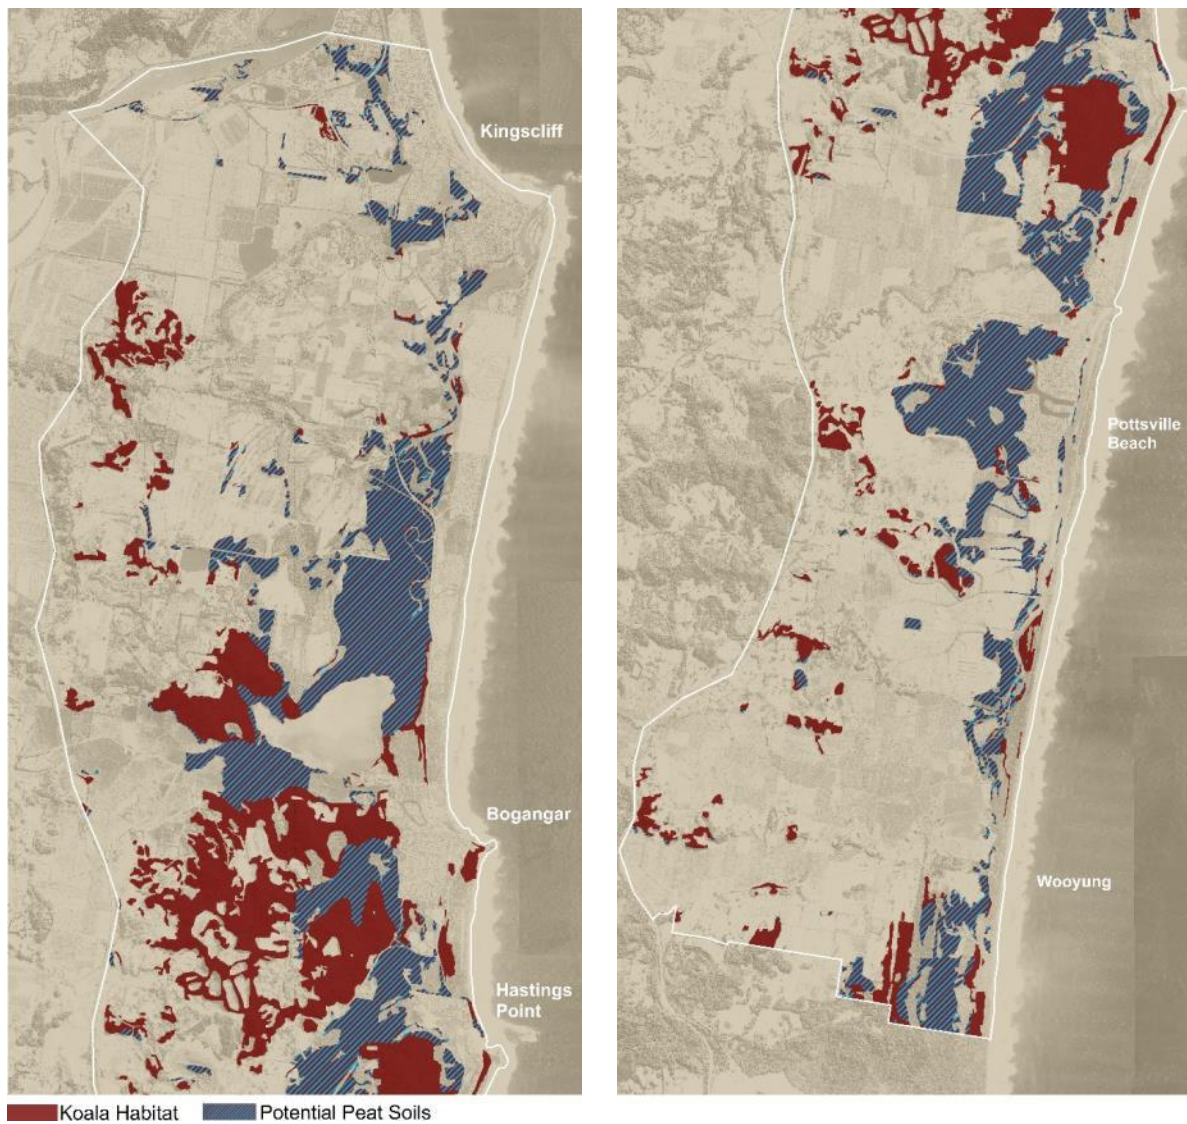 Kingscliff
Bogangar
Hastings
Point
Pottsville
Beach
Wooyung
Koala Habitat
Potential Peat Soils